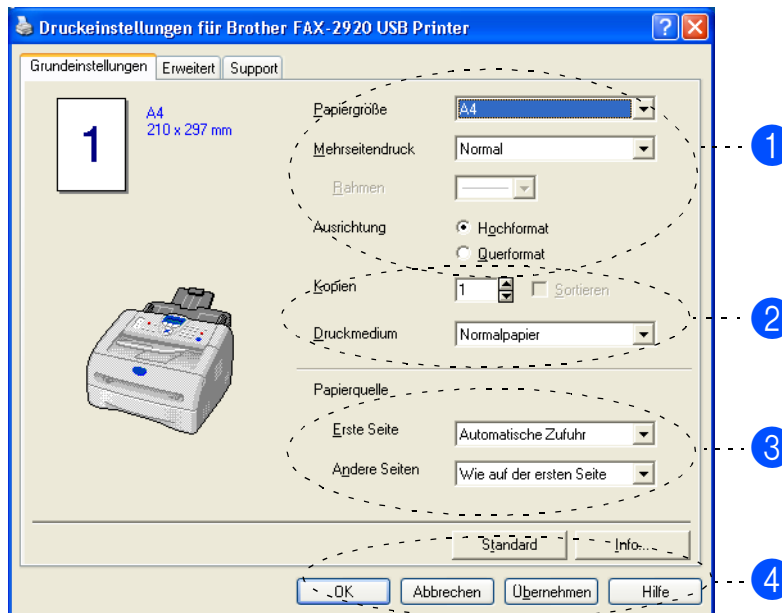 Druckeinstellungen für Brother FAX-2920 USB Printer
Grundeinstellungen Erweitert Support
1
A4
210 x 297 mm
Papiergröße A4
Mehrseitendruck Normal
Rahmen
Ausrichtung Hochformat
Querformat
1
Kopien 1 Sortieren
Druckmedium Normalpapier
2
Papierquelle
Erste Seite Automatische Zufuhr
Andere Seiten Wie auf der ersten Seite
3
Standard Info...
OK Abbrechen Übernehmen Hilfe
4